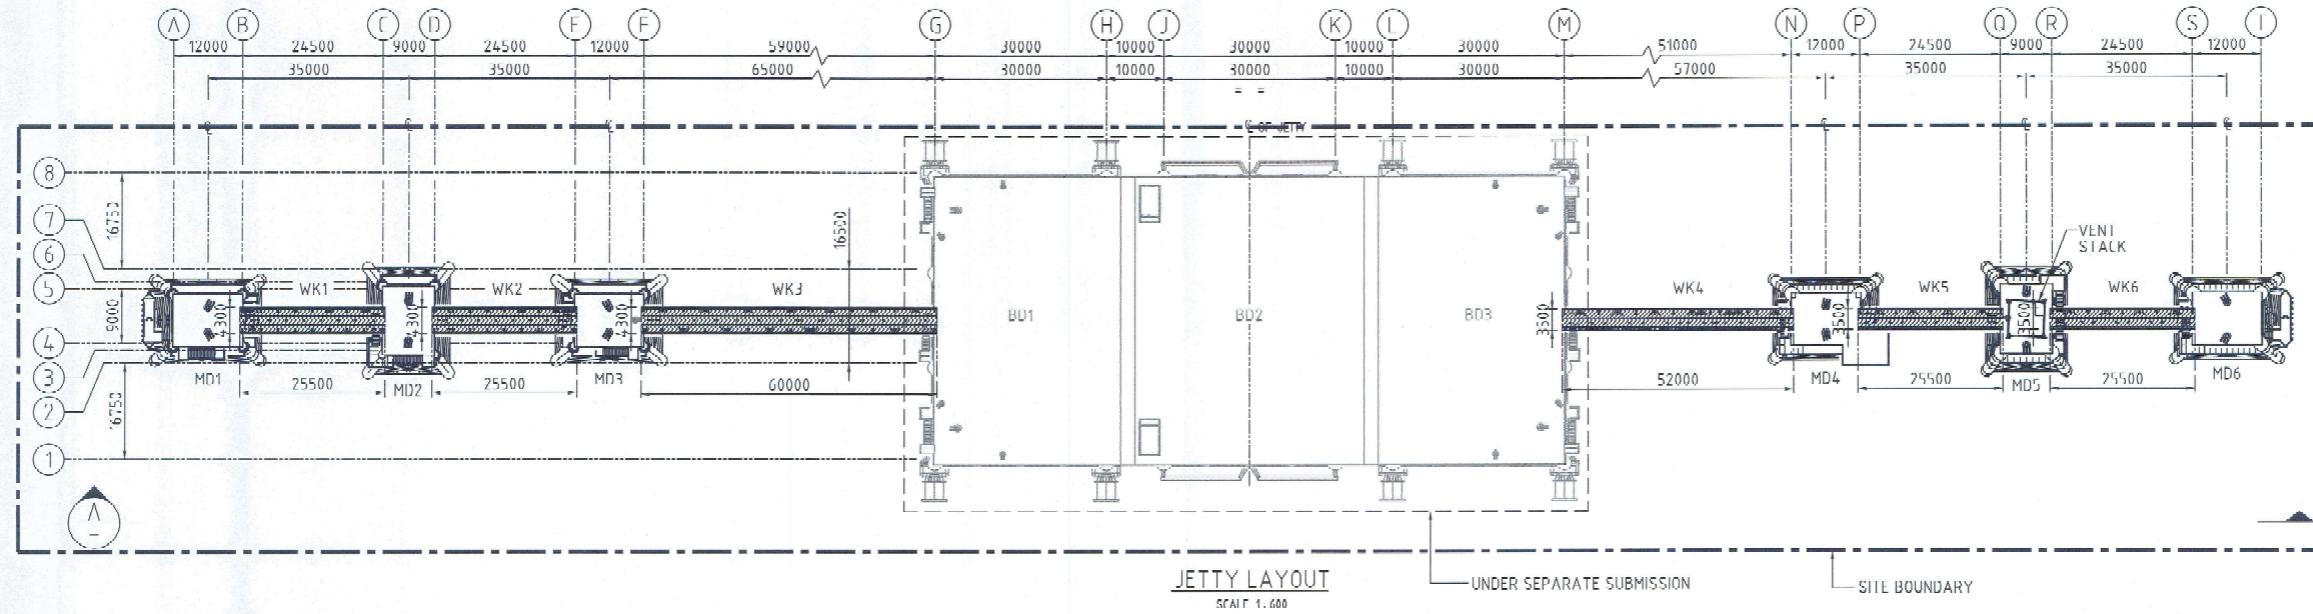 A B C D E F G H J K L M N P Q R S T
12000 24500 9000 24500 12000 59000 30000 10000 30000 10000 30000 51000 12000 24500 9000 24500 12000
35000 35000 65000 30000 10000 30000 10000 30000 57000 35000 35000
= =
℄ ℄ ℄ ℄ OF JETTY ℄ ℄ ℄
8
7
6
5
4
3
2
1
16750
16500
9000
16750
VENT
STACK
WK1 WK2 WK3 WK4 WK5 WK6
4300 4300 4300 3500 3500 3500
BD1 BD2 BD3
MD1 MD2 MD3 MD4 MD5 MD6
25500 25500 60000 52000 25500 25500
A
-
JETTY LAYOUT
SCALE 1:600
UNDER SEPARATE SUBMISSION
SITE BOUNDARY